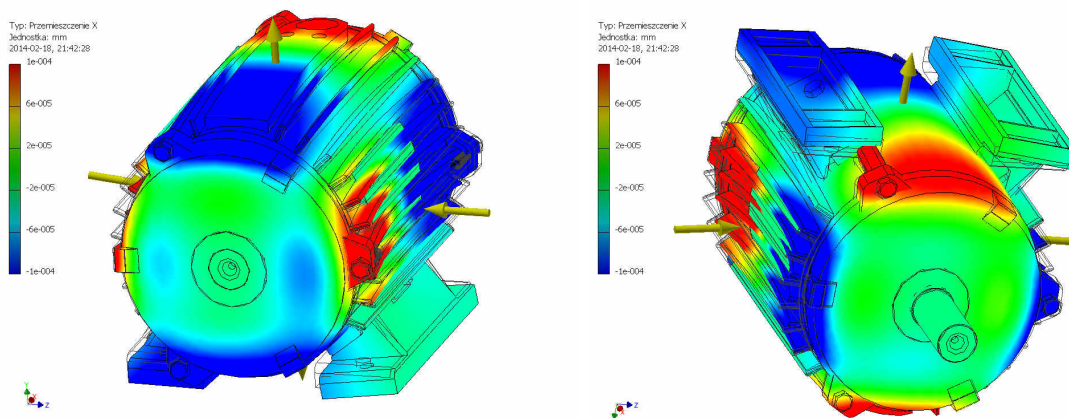 Typ: Przemieszczenie X
Jednostka: mm
2014-02-18, 21:42:28
1e-004
6e-005
2e-005
-2e-005
-6e-005
-1e-004
Y
X
Z
Typ: Przemieszczenie X
Jednostka: mm
2014-02-18, 21:42:28
1e-004
6e-005
2e-005
-2e-005
-6e-005
-1e-004
X
Z